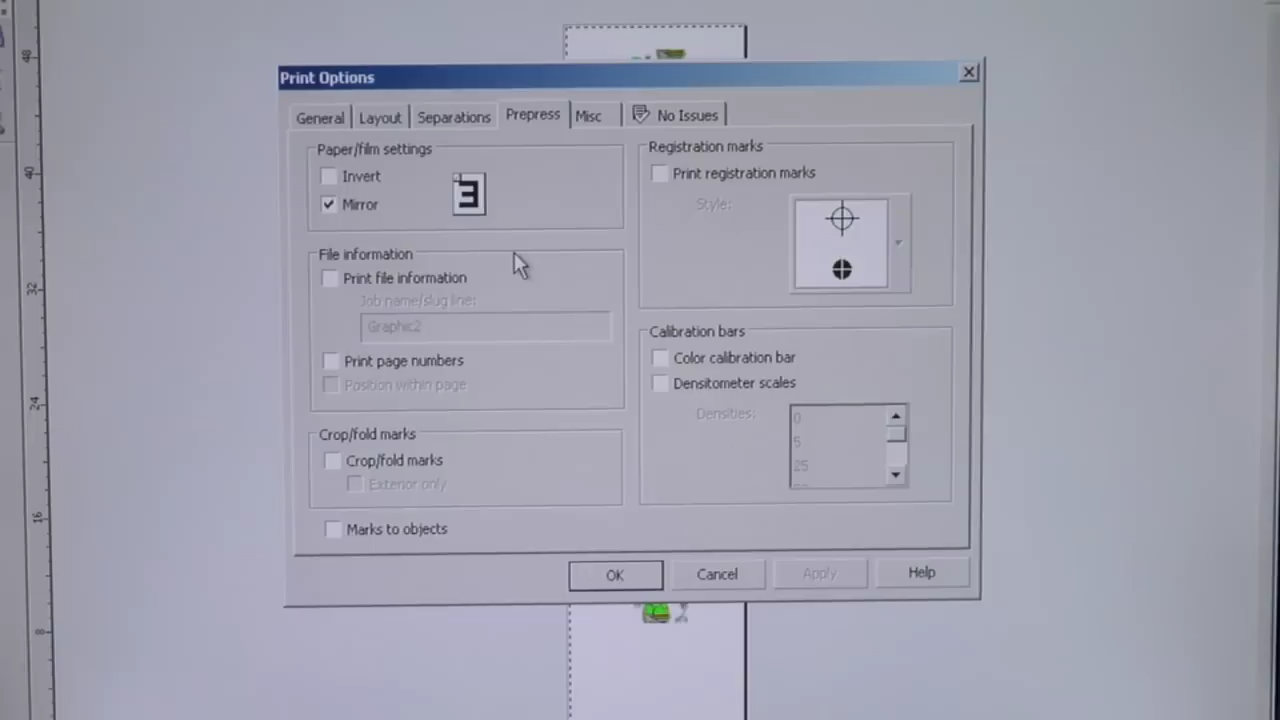 Print Options
General Layout Separations Prepress Misc No Issues
Paper/film settings
Invert
Mirror
File information
Print file information
Job name/slug line:
Graphic2
Print page numbers
Position within page
Crop/fold marks
Crop/fold marks
Exterior only
Marks to objects
Registration marks
Print registration marks
Style:
Calibration bars
Color calibration bar
Densitometer scales
Densities:
0
5
25
OK Cancel Apply Help
48
40
32
24
16
8